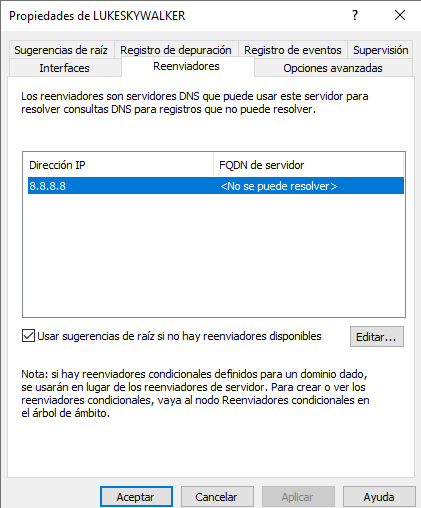 Propiedades de LUKESKYWALKER
?
Sugerencias de raíz
Registro de depuración
Registro de eventos
Supervisión
Interfaces
Reenviadores
Opciones avanzadas
Los reenviadores son servidores DNS que puede usar este servidor para
resolver consultas DNS para registros que no puede resolver.
Dirección IP
FQDN de servidor
8.8.8.8
<No se puede resolver>
Usar sugerencias de raíz si no hay reenviadores disponibles
Editar...
Nota: si hay reenviadores condicionales definidos para un dominio dado,
se usarán en lugar de los reenviadores de servidor. Para crear o ver los
reenviadores condicionales, vaya al nodo Reenviadores condicionales en
el árbol de ámbito.
Aceptar
Cancelar
Aplicar
Ayuda